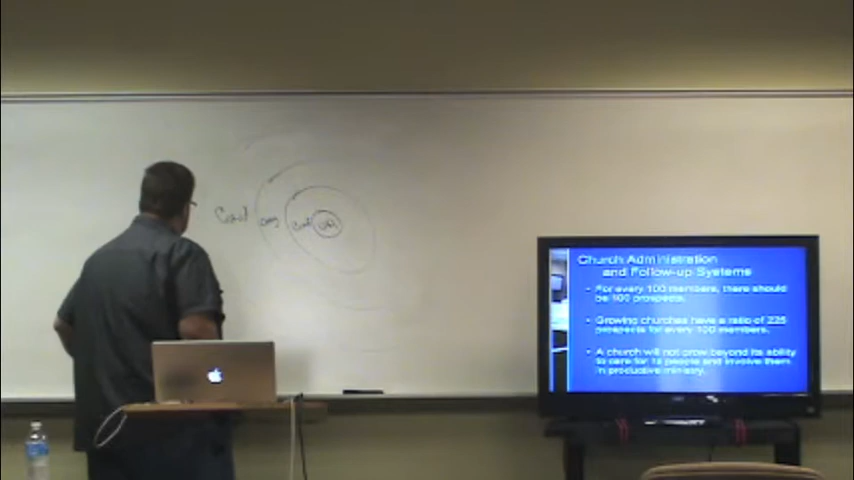 Church Administration
and Follow-up Systems
• For every 100 members, there should
be 100 prospects.
• Growing churches have a ratio of 225
prospects for every 100 members.
• A church will not grow beyond its ability
to care for its people and involve them
in productive ministry.